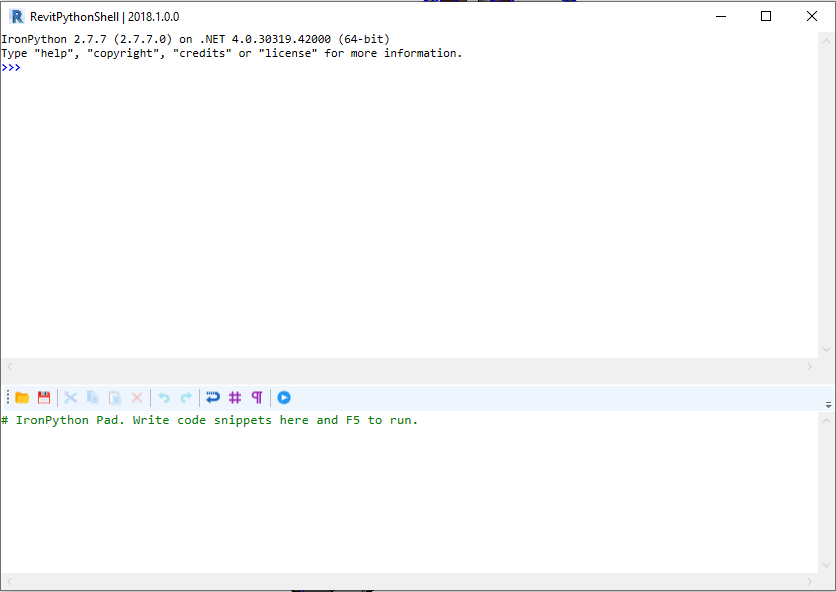 RevitPythonShell | 2018.1.0.0
IronPython 2.7.7 (2.7.7.0) on .NET 4.0.30319.42000 (64-bit)
Type "help", "copyright", "credits" or "license" for more information.
>>>
# IronPython Pad. Write code snippets here and F5 to run.